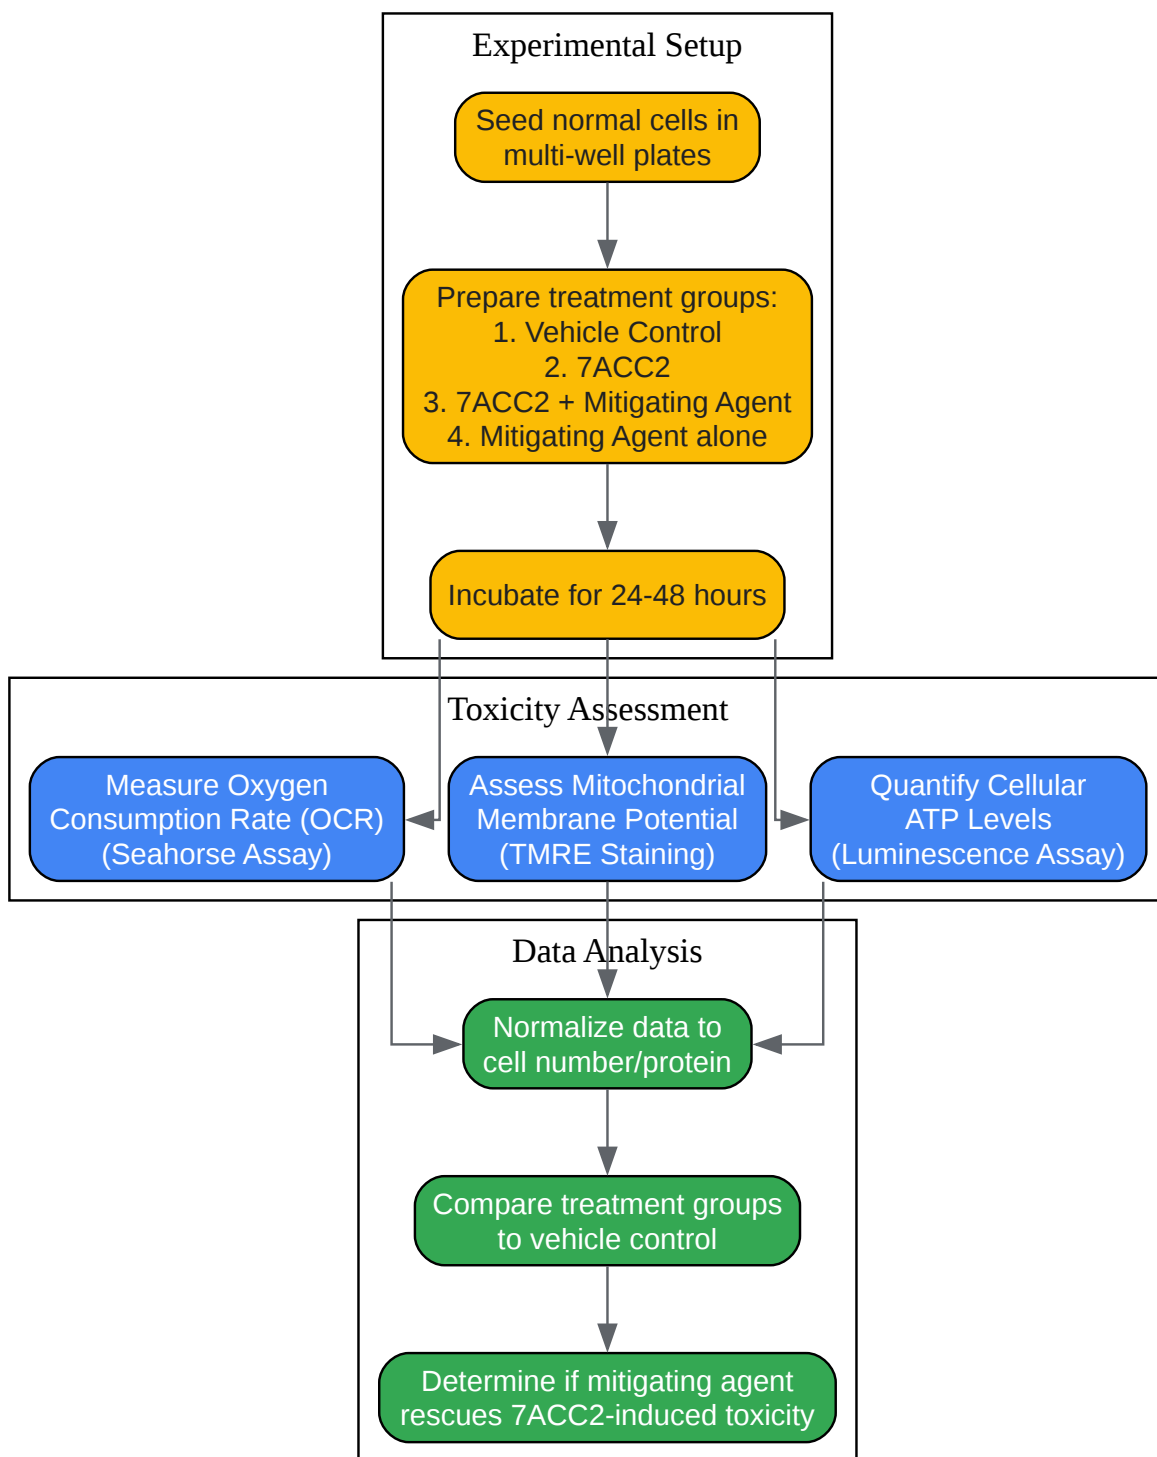 Experimental Setup
Seed normal cells in
multi-well plates
Prepare treatment groups:
1. Vehicle Control
2. 7ACC2
3. 7ACC2 + Mitigating Agent
4. Mitigating Agent alone
Incubate for 24-48 hours
Toxicity Assessment
Measure Oxygen
Consumption Rate (OCR)
(Seahorse Assay)
Assess Mitochondrial
Membrane Potential
(TMRE Staining)
Quantify Cellular
ATP Levels
(Luminescence Assay)
Data Analysis
Normalize data to
cell number/protein
Compare treatment groups
to vehicle control
Determine if mitigating agent
rescues 7ACC2-induced toxicity